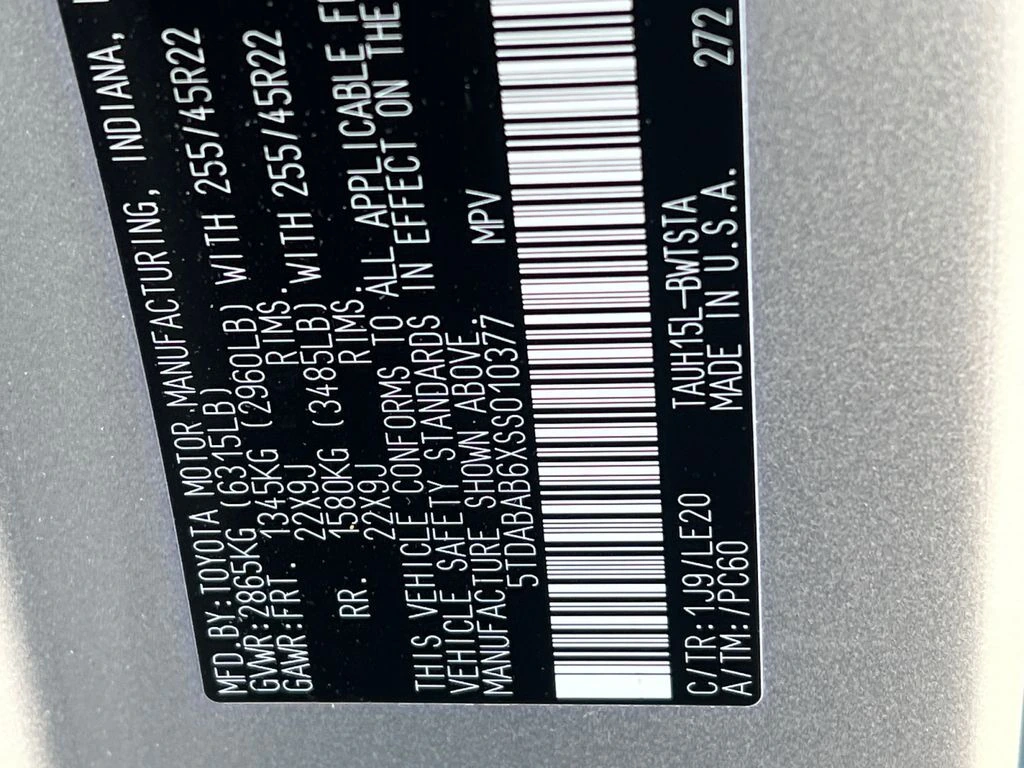 MFD.BY:TOYOTA MOTOR MANUFACTURING, INDIANA,
GVWR:2865KG (6315LB)
GAWR:FRT. 1345KG (2960LB) WITH 255/45R22
22X9J RIMS.
RR. 1580KG (3485LB) WITH 255/45R22
22X9J RIMS.
THIS VEHICLE CONFORMS TO ALL APPLICABLE
VEHICLE SAFETY STANDARDS IN EFFECT ON THE
MANUFACTURE SHOWN ABOVE.
5TDABAB6XSS010377 MPV
C/TR:1J9/LE20 TAUH15L-BWTSTA
A/TM:/PC60 MADE IN U.S.A. 272